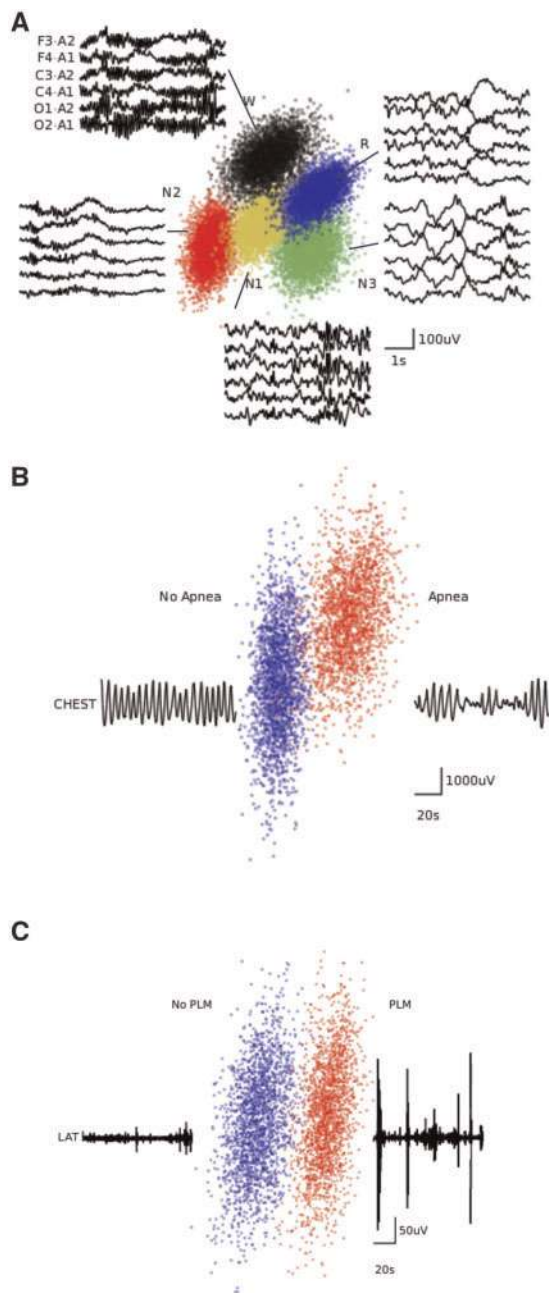 A
F3-A2
F4-A1
C3-A2
C4-A1
O1-A2
O2-A1
W
R
N2
N1
N3
100uV
1s
B
No Apnea
Apnea
CHEST
1000uV
20s
C
No PLM
PLM
LAT
50uV
20s